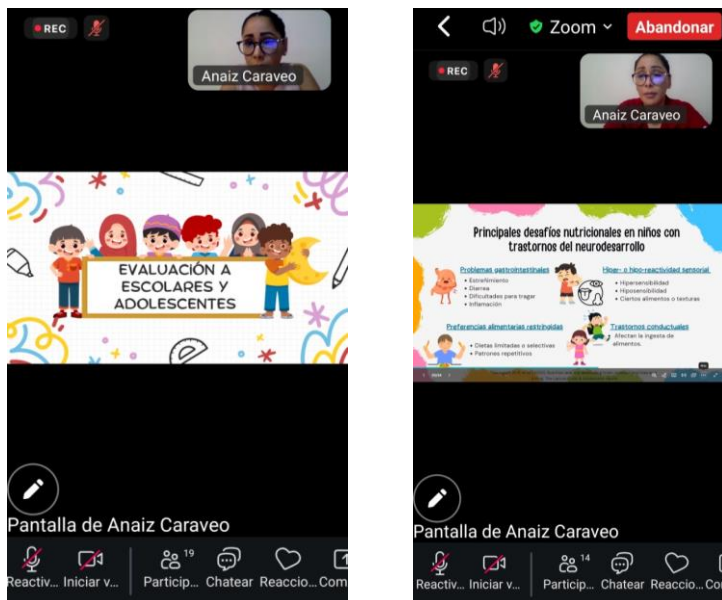 REC
Anaiz Caraveo
EVALUACIÓN A
ESCOLARES Y
ADOLESCENTES
Pantalla de Anaiz Caraveo
19
Reactiv... Iniciar v... Particip... Chatear Reaccio... Com
Zoom
Abandonar
REC
Anaiz Caraveo
Principales desafíos nutricionales en niños con
trastornos del neurodesarrollo
Problemas gastrointestinales
• Estreñimiento
• Diarrea
• Dificultades para tragar
• Inflamación
Hiper- o hipo-reactividad sensorial
• Hipersensibilidad
• Hiposensibilidad
• Ciertos alimentos o texturas
Preferencias alimentarias restringidas
• Dietas limitadas o selectivas
• Patrones repetitivos
Trastornos conductuales
• Afectan la ingesta de
alimentos.
Pantalla de Anaiz Caraveo
14
Reactiv... Iniciar v... Particip... Chatear Reaccio... Co